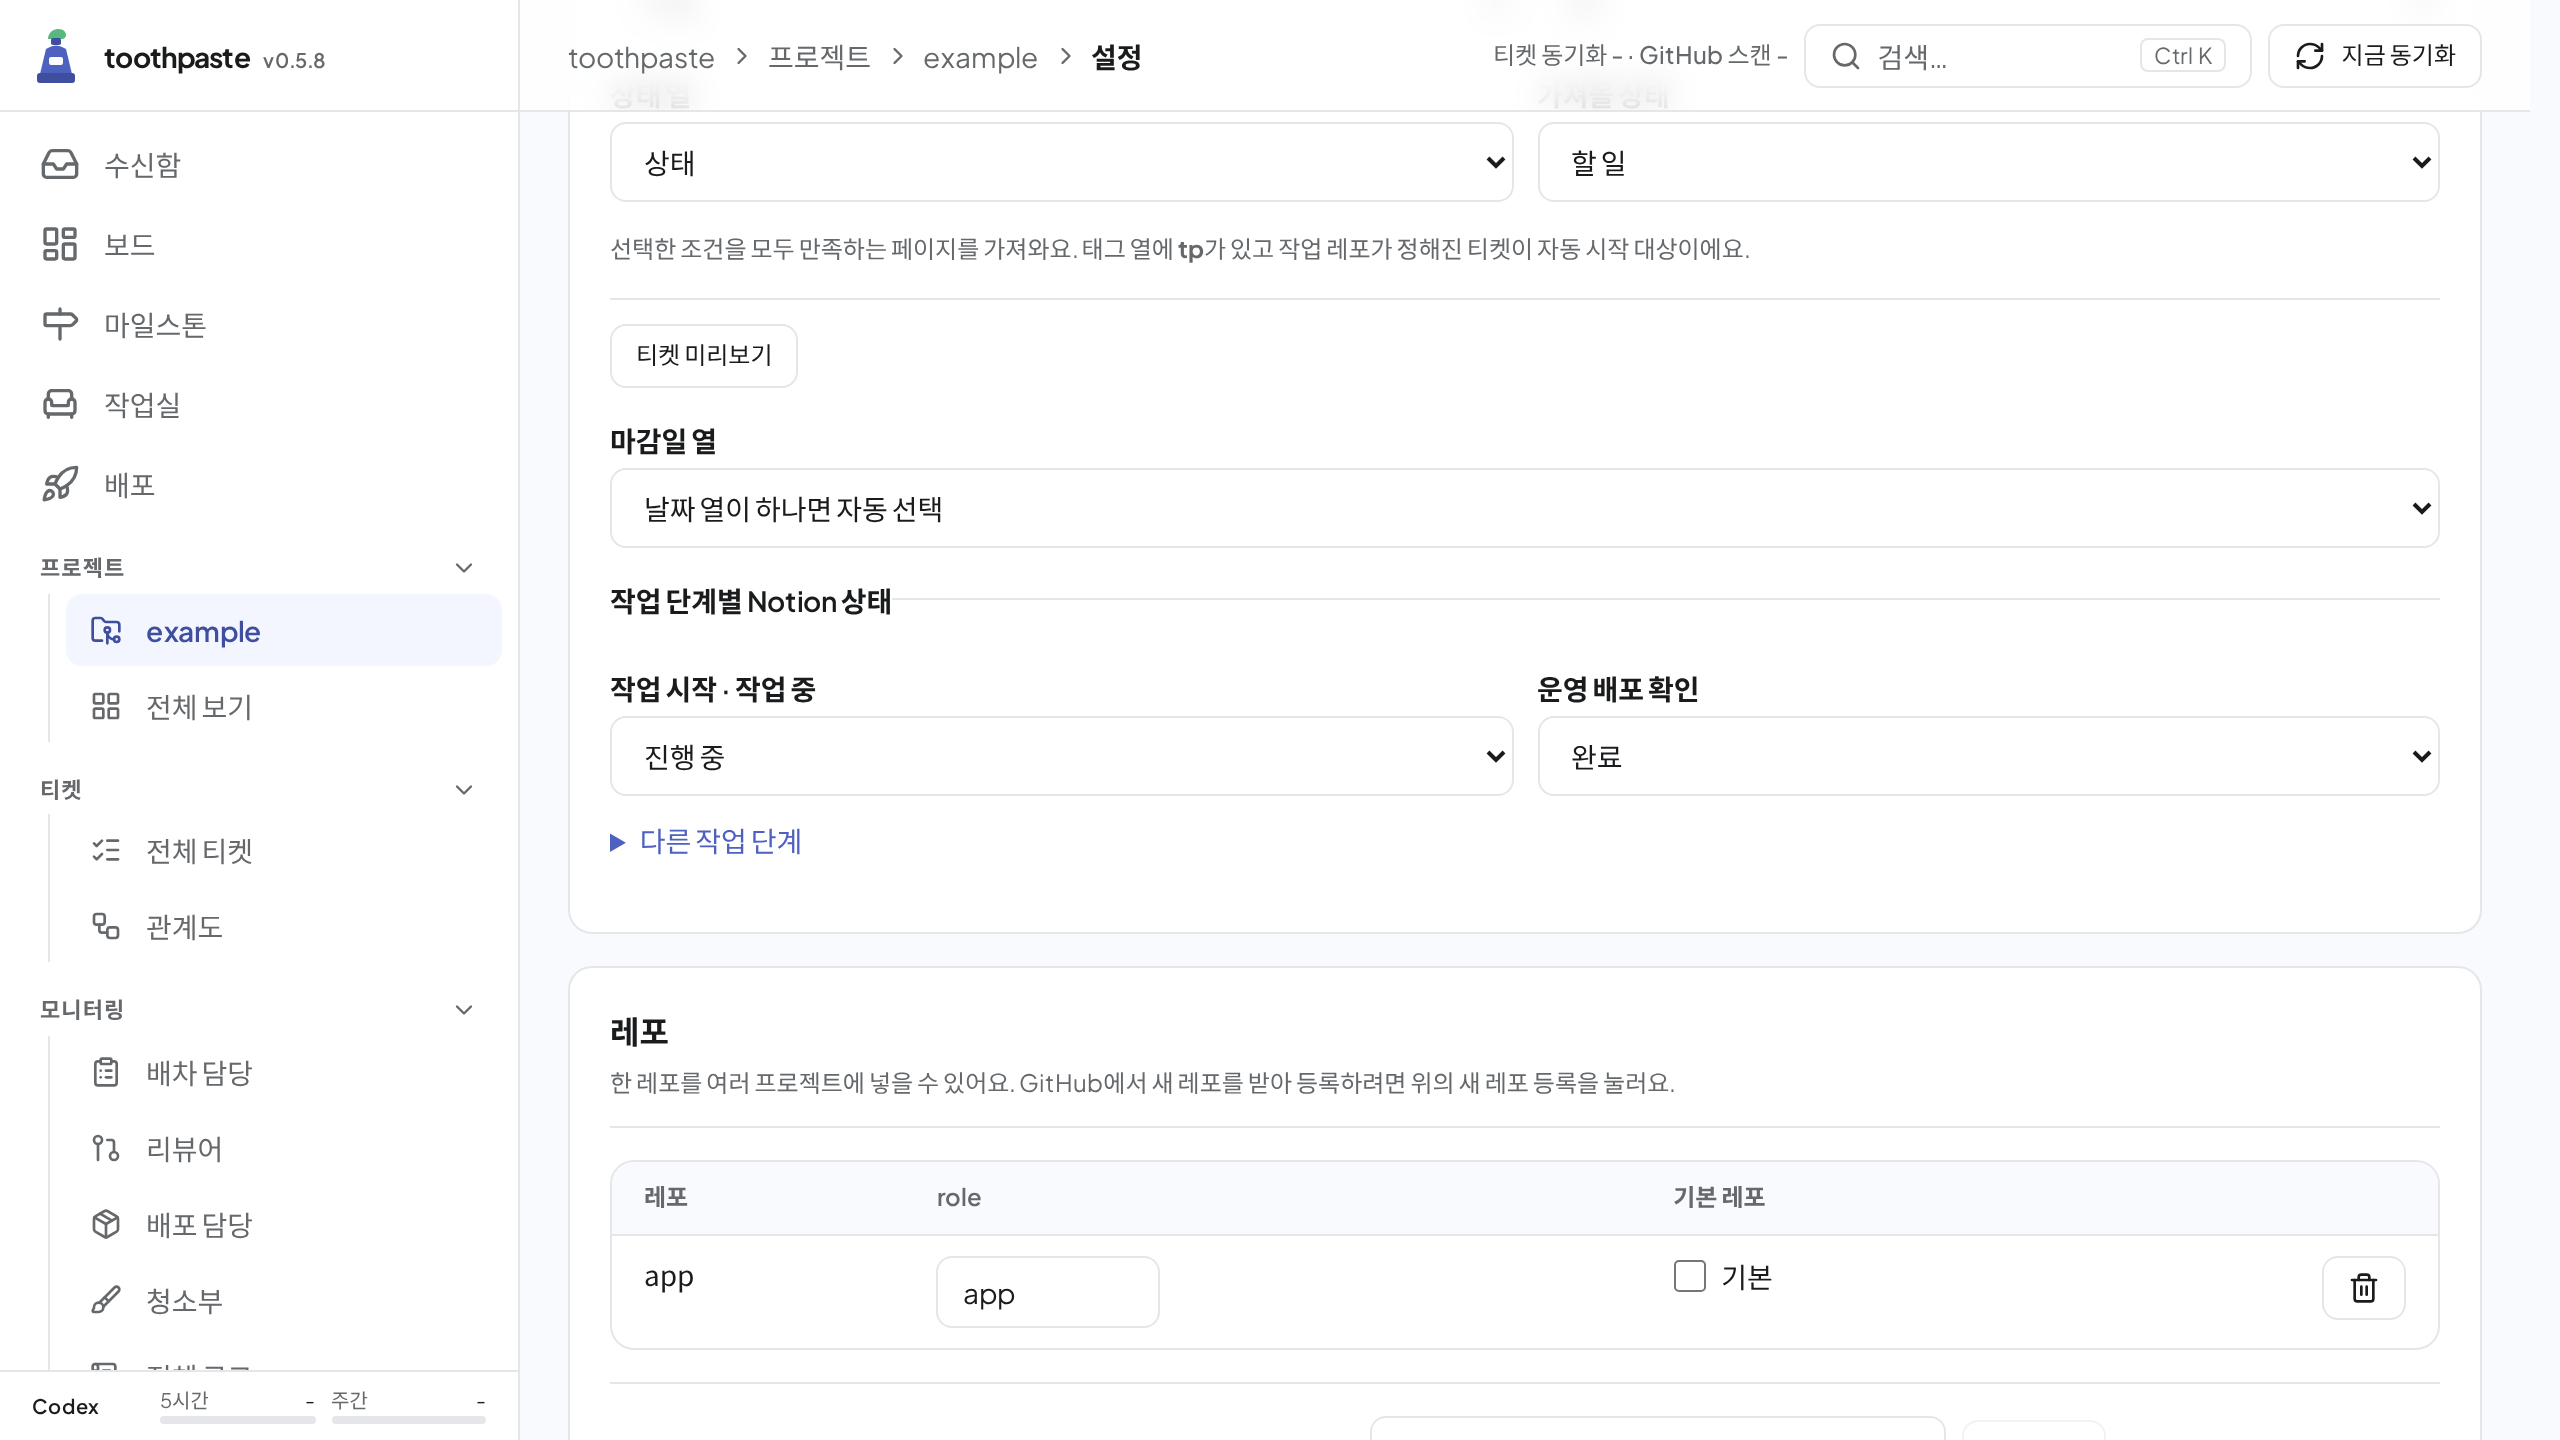 toothpaste v0.5.8
수신함
보드
마일스톤
작업실
배포
프로젝트
example
전체 보기
티켓
전체 티켓
관계도
모니터링
배차 담당
리뷰어
배포 담당
청소부
Codex 5시간 - 주간 -
toothpaste > 프로젝트 > example > 설정
티켓 동기화 - · GitHub 스캔 -
검색... Ctrl K
지금 동기화
상태 열 가져올 상태
상태 할 일
선택한 조건을 모두 만족하는 페이지를 가져와요. 태그 열에 tp가 있고 작업 레포가 정해진 티켓이 자동 시작 대상이에요.
티켓 미리보기
마감일 열
날짜 열이 하나면 자동 선택
작업 단계별 Notion 상태
작업 시작 · 작업 중 운영 배포 확인
진행 중 완료
다른 작업 단계
레포
한 레포를 여러 프로젝트에 넣을 수 있어요. GitHub에서 새 레포를 받아 등록하려면 위의 새 레포 등록을 눌러요.
레포 role 기본 레포
app app 기본